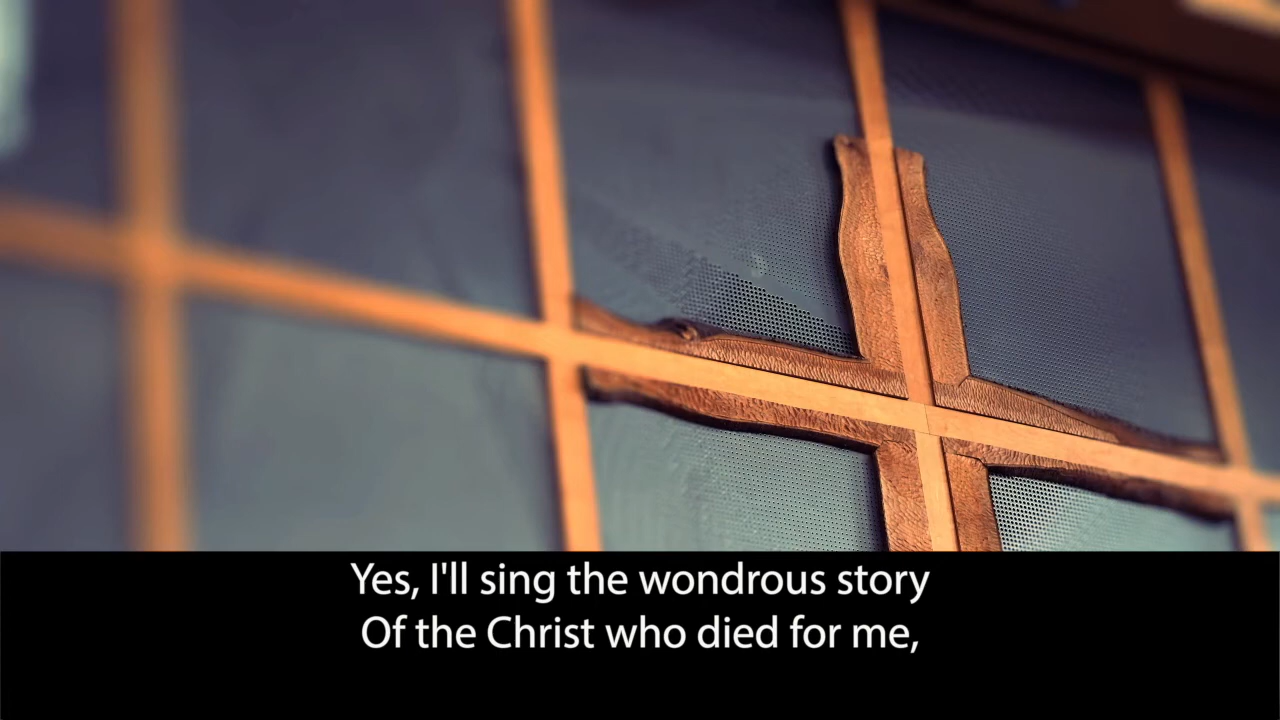 Yes, I'll sing the wondrous story
Of the Christ who died for me,